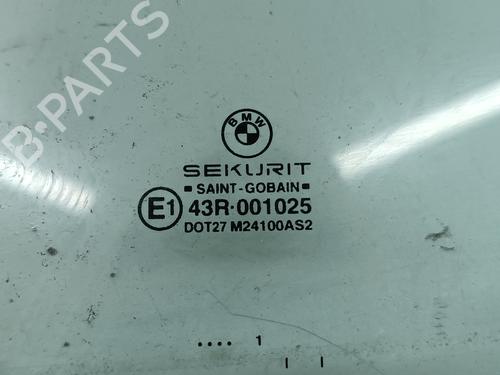 B-PARTS
BMW
SEKURIT
▪ SAINT-GOBAIN ▪
E1 43R·001025
DOT27 M24100AS2
.... 1